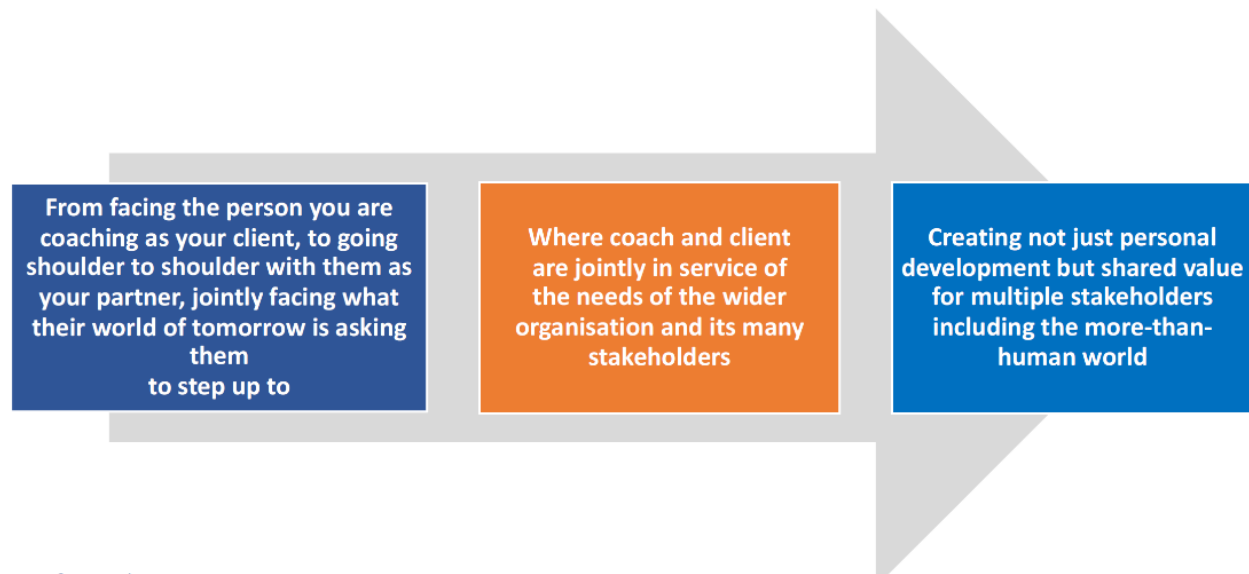 From facing the person you are
coaching as your client, to going
shoulder to shoulder with them as
your partner, jointly facing what
their world of tomorrow is asking
them
to step up to
Where coach and client
are jointly in service of
the needs of the wider
organisation and its many
stakeholders
Creating not just personal
development but shared value
for multiple stakeholders
including the more-than-
human world